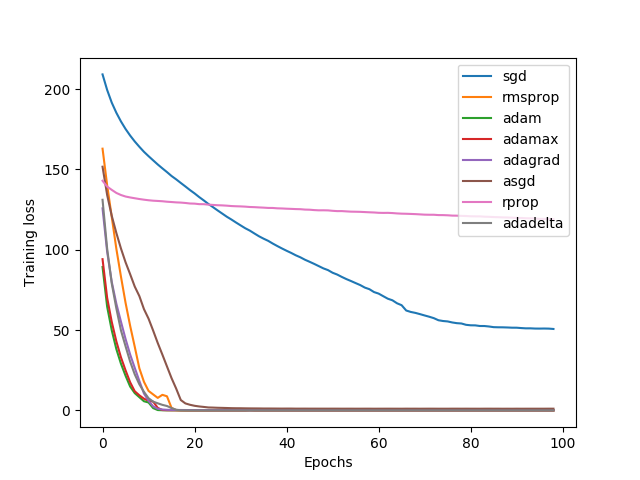 200
150
100
50
0
Training loss
0 20 40 60 80 100
Epochs
sgd
rmsprop
adam
adamax
adagrad
asgd
rprop
adadelta